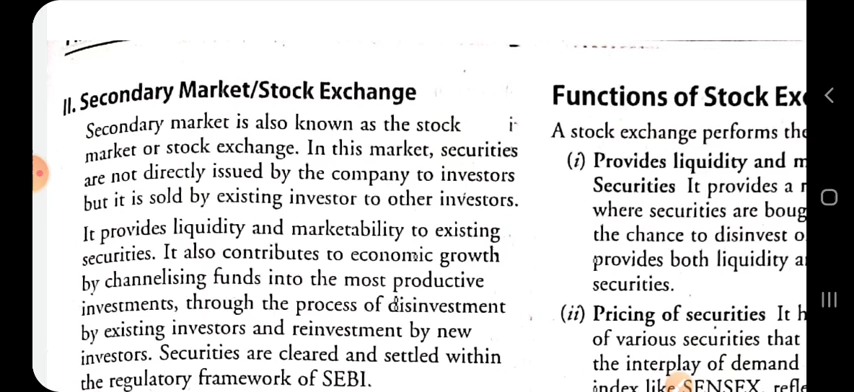 II. Secondary Market/Stock Exchange
Secondary market is also known as the stock
market or stock exchange. In this market, securities
are not directly issued by the company to investors
but it is sold by existing investor to other investors.
It provides liquidity and marketability to existing
securities. It also contributes to economic growth
by channelising funds into the most productive
investments, through the process of disinvestment
by existing investors and reinvestment by new
investors. Securities are cleared and settled within
the regulatory framework of SEBI.
Functions of Stock Ex
A stock exchange performs the
(i) Provides liquidity and m
Securities It provides a
where securities are boug
the chance to disinvest o
provides both liquidity a
securities.
(ii) Pricing of securities It h
of various securities that
the interplay of demand
index like SENSEX, refle